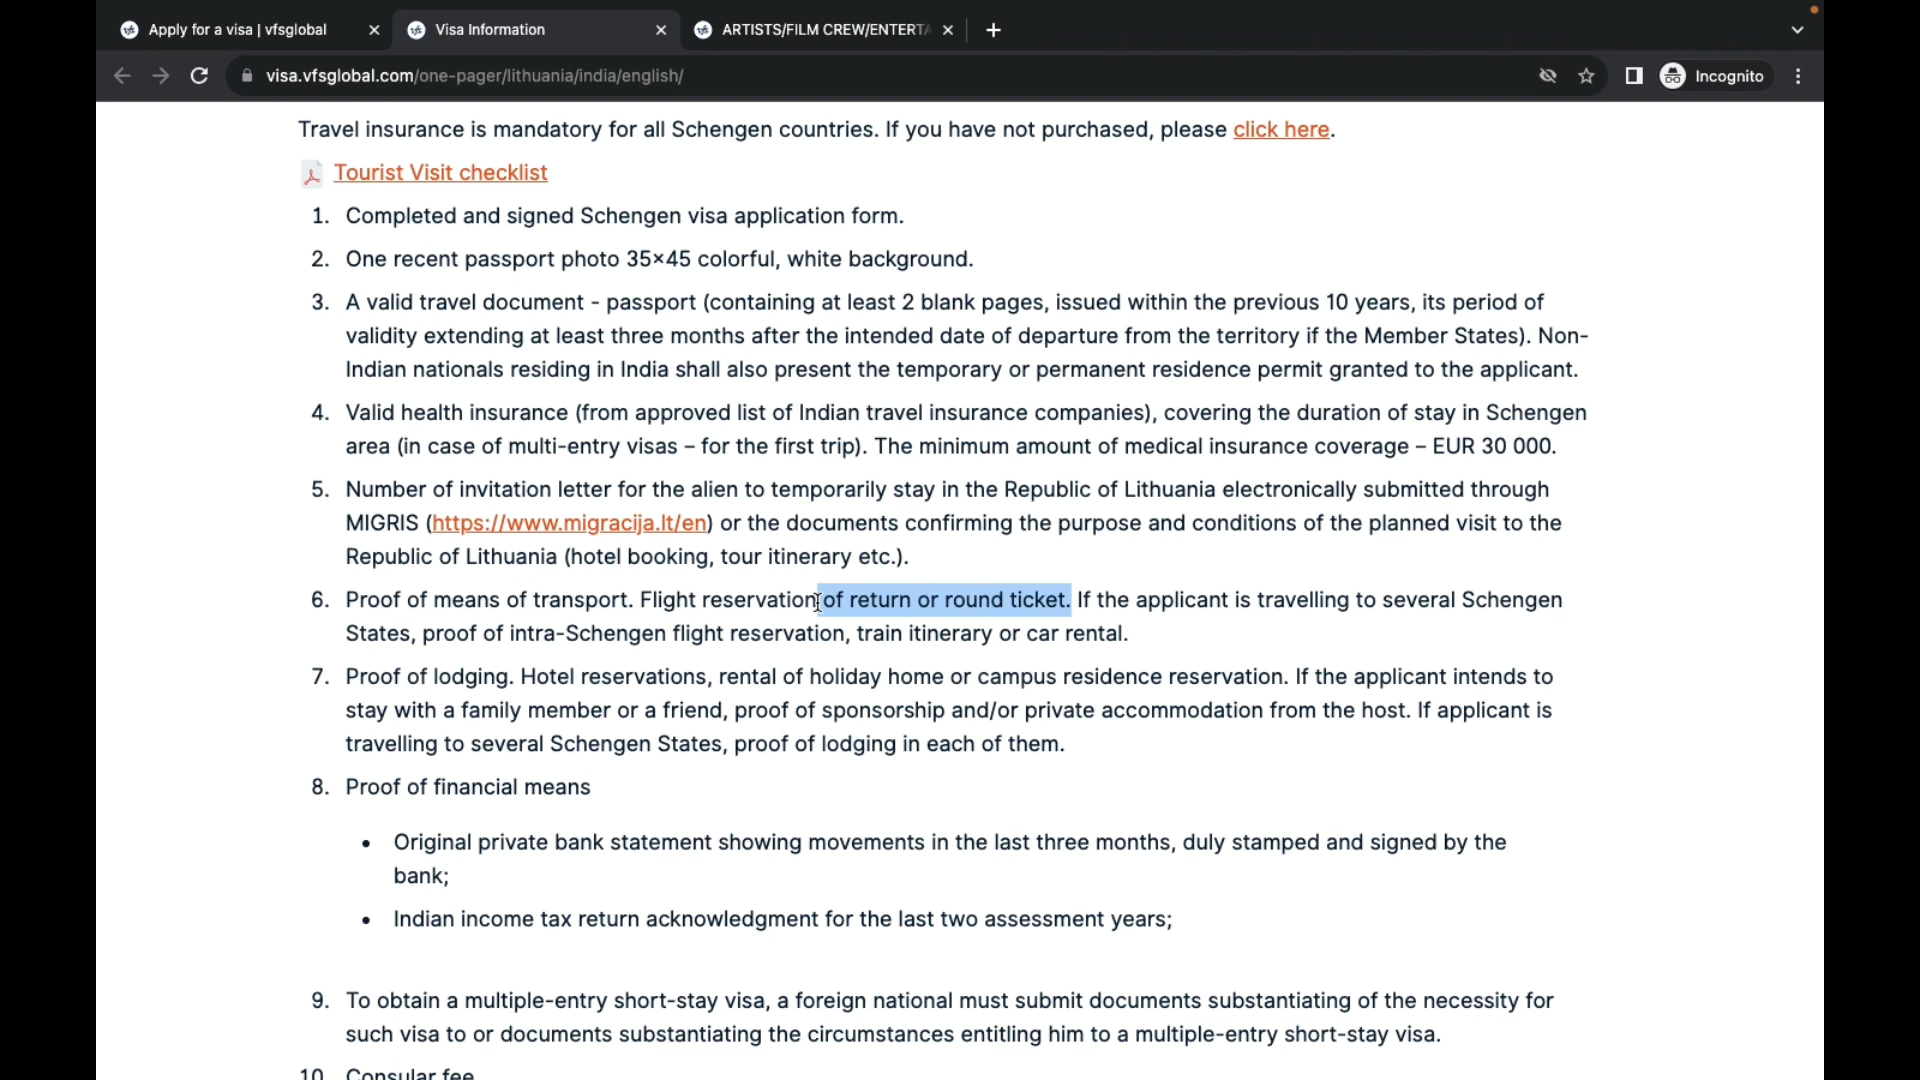 Apply for a visa | vfsglobal
Visa Information
ARTISTS/FILM CREW/ENTERTA
visa.vfsglobal.com/one-pager/lithuania/india/english/
Incognito
Travel insurance is mandatory for all Schengen countries. If you have not purchased, please click here.
Tourist Visit checklist
1. Completed and signed Schengen visa application form.
2. One recent passport photo 35×45 colorful, white background.
3. A valid travel document - passport (containing at least 2 blank pages, issued within the previous 10 years, its period of
validity extending at least three months after the intended date of departure from the territory if the Member States). Non-
Indian nationals residing in India shall also present the temporary or permanent residence permit granted to the applicant.
4. Valid health insurance (from approved list of Indian travel insurance companies), covering the duration of stay in Schengen
area (in case of multi-entry visas – for the first trip). The minimum amount of medical insurance coverage – EUR 30 000.
5. Number of invitation letter for the alien to temporarily stay in the Republic of Lithuania electronically submitted through
MIGRIS (https://www.migracija.lt/en) or the documents confirming the purpose and conditions of the planned visit to the
Republic of Lithuania (hotel booking, tour itinerary etc.).
6. Proof of means of transport. Flight reservation of return or round ticket. If the applicant is travelling to several Schengen
States, proof of intra-Schengen flight reservation, train itinerary or car rental.
7. Proof of lodging. Hotel reservations, rental of holiday home or campus residence reservation. If the applicant intends to
stay with a family member or a friend, proof of sponsorship and/or private accommodation from the host. If applicant is
travelling to several Schengen States, proof of lodging in each of them.
8. Proof of financial means
• Original private bank statement showing movements in the last three months, duly stamped and signed by the
bank;
• Indian income tax return acknowledgment for the last two assessment years;
9. To obtain a multiple-entry short-stay visa, a foreign national must submit documents substantiating of the necessity for
such visa to or documents substantiating the circumstances entitling him to a multiple-entry short-stay visa.
10. Consular fee